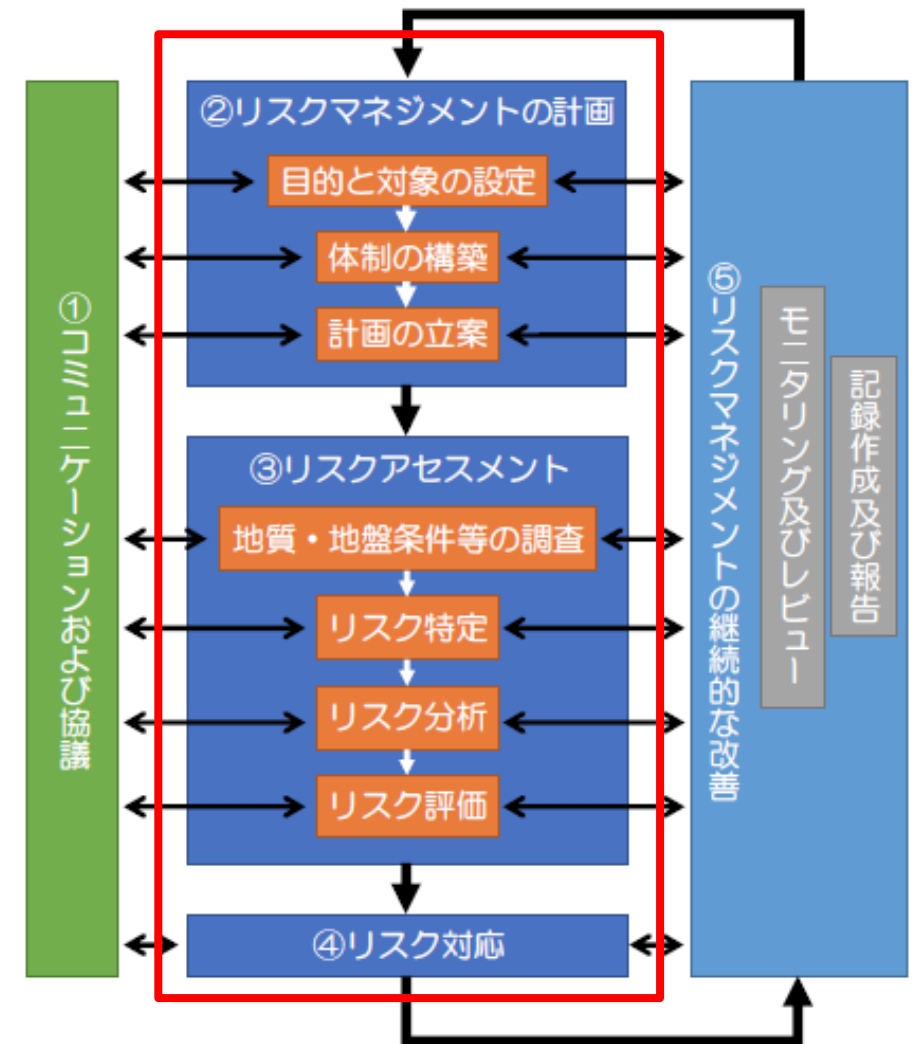 ①コミュニケーションおよび協議
②リスクマネジメントの計画
目的と対象の設定
体制の構築
計画の立案
③リスクアセスメント
地質・地盤条件等の調査
リスク特定
リスク分析
リスク評価
④リスク対応
⑤リスクマネジメントの継続的な改善
モニタリング及びレビュー
記録作成及び報告